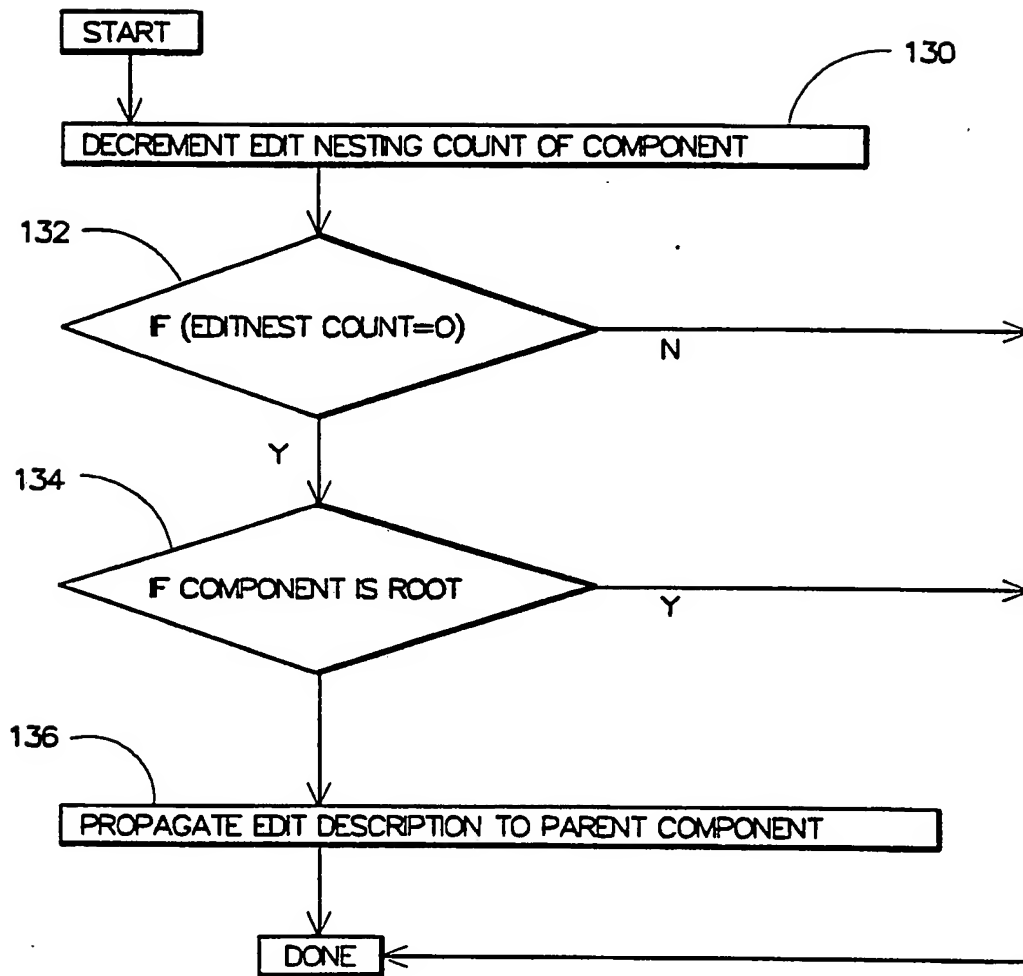 START
130
DECREMENT EDIT NESTING COUNT OF COMPONENT
132
IF (EDITNEST COUNT=0)
N
Y
134
IF COMPONENT IS ROOT
Y
136
PROPAGATE EDIT DESCRIPTION TO PARENT COMPONENT
DONE